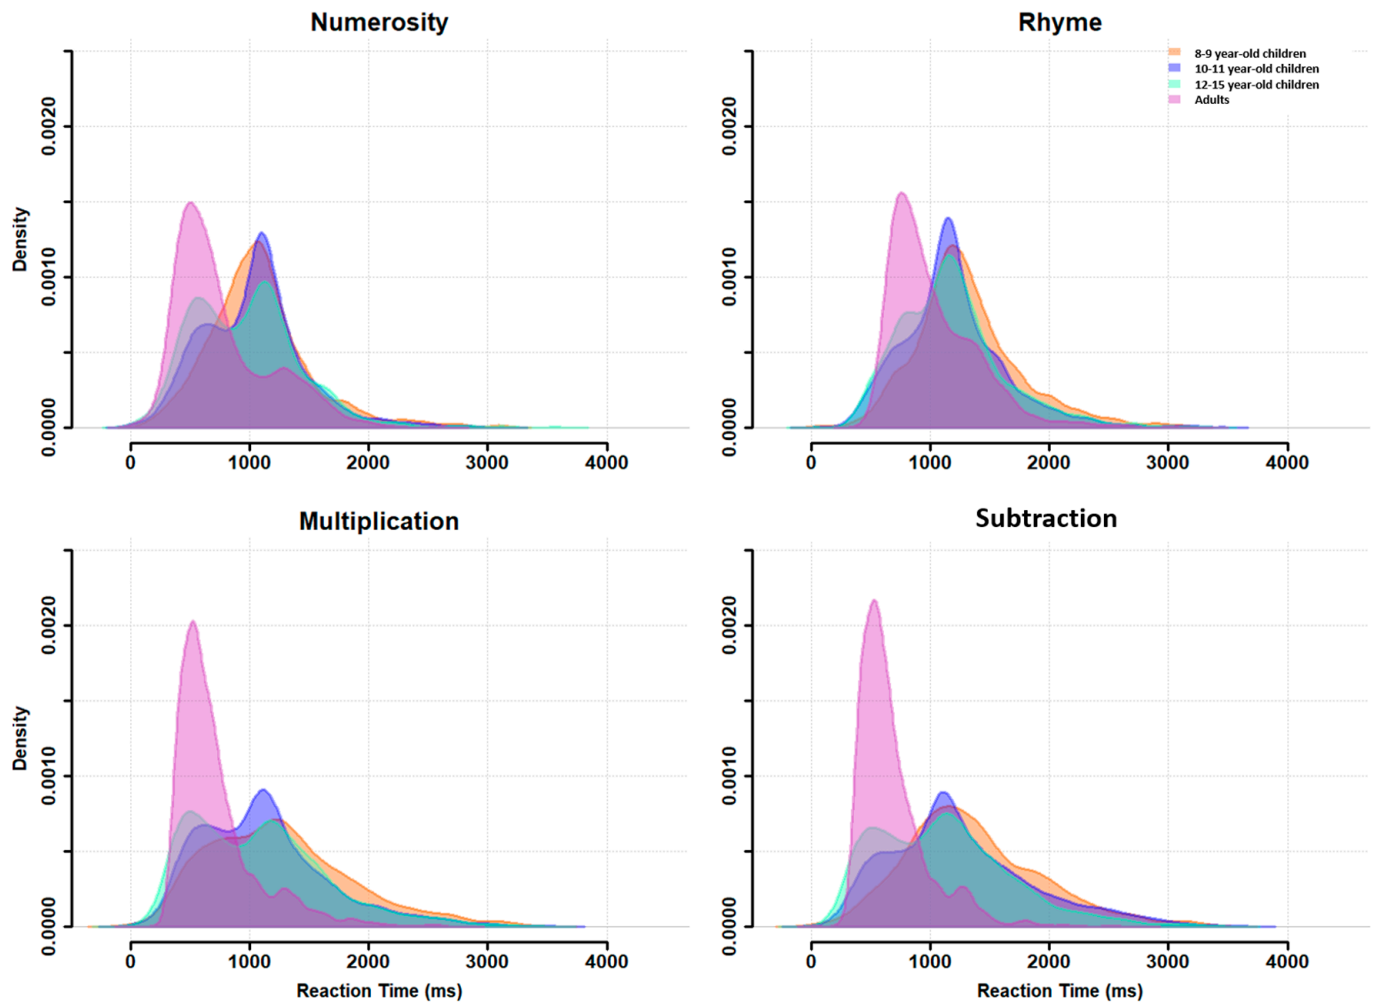 Numerosity
Density
0.0000
0.0010
0.0020
0 1000 2000 3000 4000
Rhyme
8-9 year-old children
10-11 year-old children
12-15 year-old children
Adults
0.0000
0.0010
0.0020
0 1000 2000 3000 4000
Multiplication
Density
0.0000
0.0010
0.0020
0 1000 2000 3000 4000
Reaction Time (ms)
Subtraction
0.0000
0.0010
0.0020
0 1000 2000 3000 4000
Reaction Time (ms)